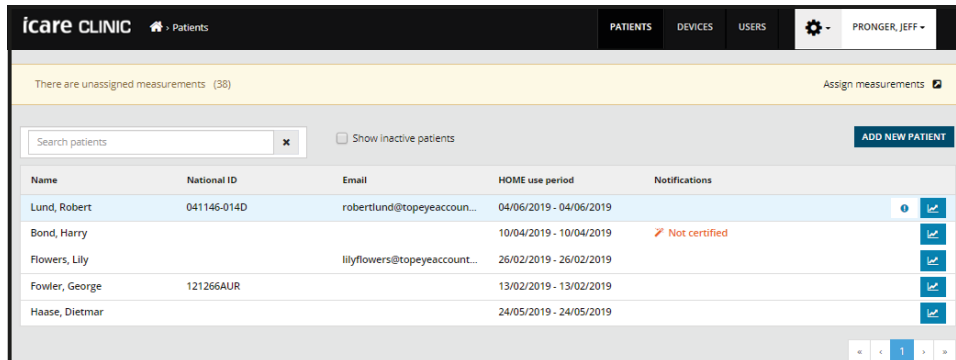 icare CLINIC › Patients PATIENTS DEVICES USERS PRONGER, JEFF
There are unassigned measurements (38) Assign measurements
Search patients Show inactive patients ADD NEW PATIENT
Name National ID Email HOME use period Notifications
Lund, Robert 041146-014D robertlund@topeyeaccoun... 04/06/2019 - 04/06/2019
Bond, Harry 10/04/2019 - 10/04/2019 Not certified
Flowers, Lily lilyflowers@topeyeaccount... 26/02/2019 - 26/02/2019
Fowler, George 121266AUR 13/02/2019 - 13/02/2019
Haase, Dietmar 24/05/2019 - 24/05/2019
« ‹ 1 › »